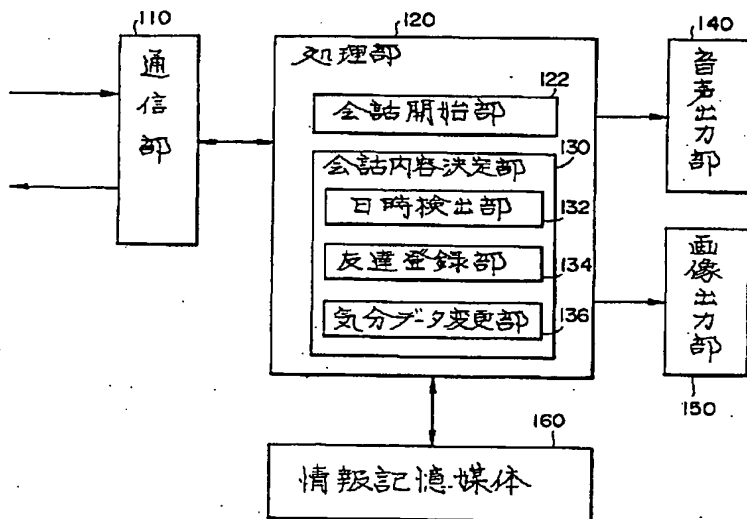 110
通信部
120
処理部
122
会話開始部
130
会話内容決定部
日時検出部
132
友達登録部
134
気分データ変更部
136
140
音声出力部
画像出力部
150
160
情報記憶媒体